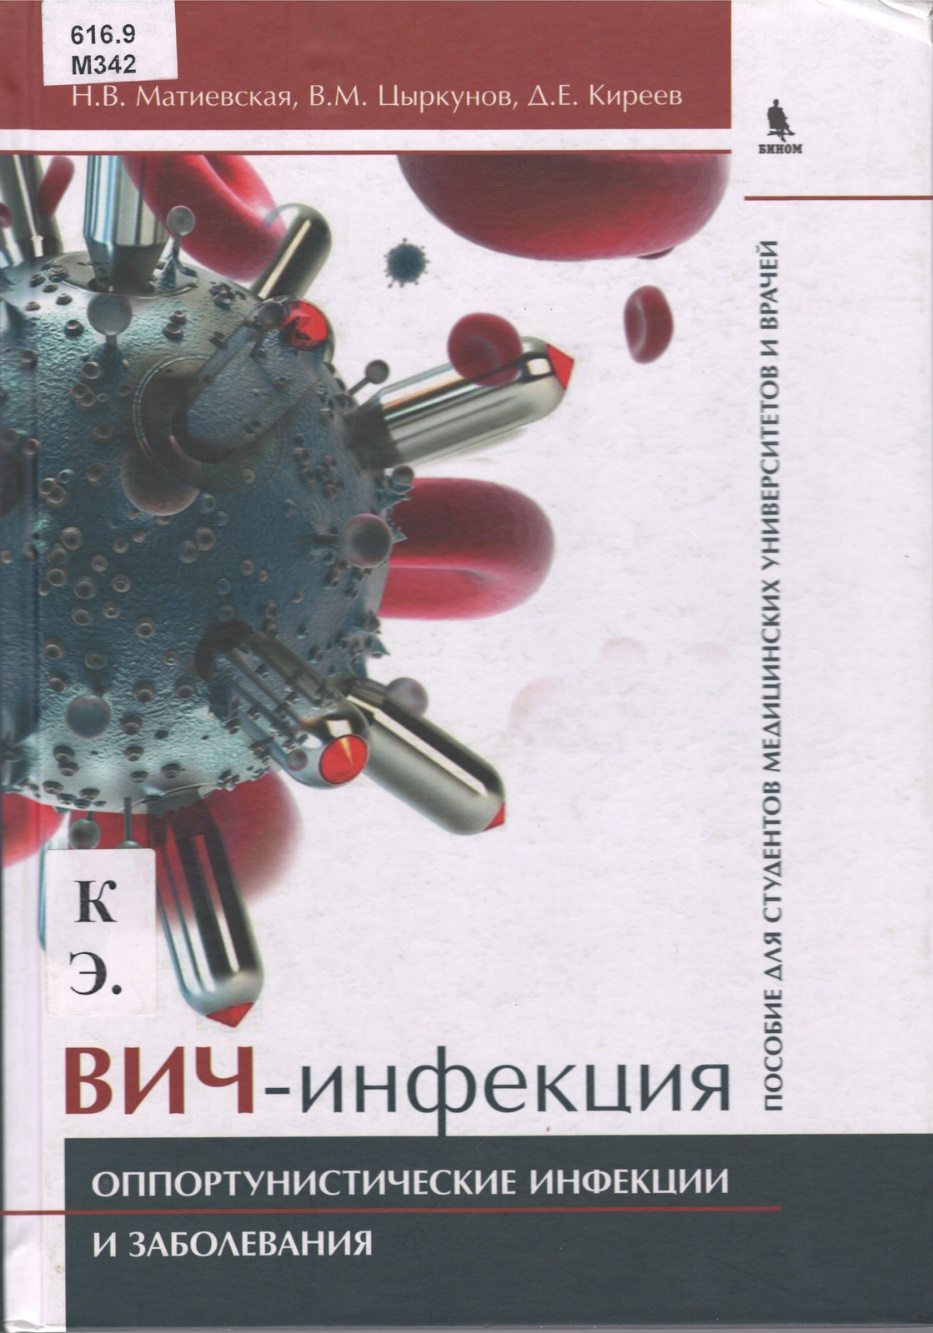 616.9
М342
Н.В. Матиевская, В.М. Цыркунов, Д.Е. Киреев
БИНОМ
ПОСОБИЕ ДЛЯ СТУДЕНТОВ МЕДИЦИНСКИХ УНИВЕРСИТЕТОВ И ВРАЧЕЙ
К
Э.
ВИЧ-инфекция
ОППОРТУНИСТИЧЕСКИЕ ИНФЕКЦИИ
И ЗАБОЛЕВАНИЯ